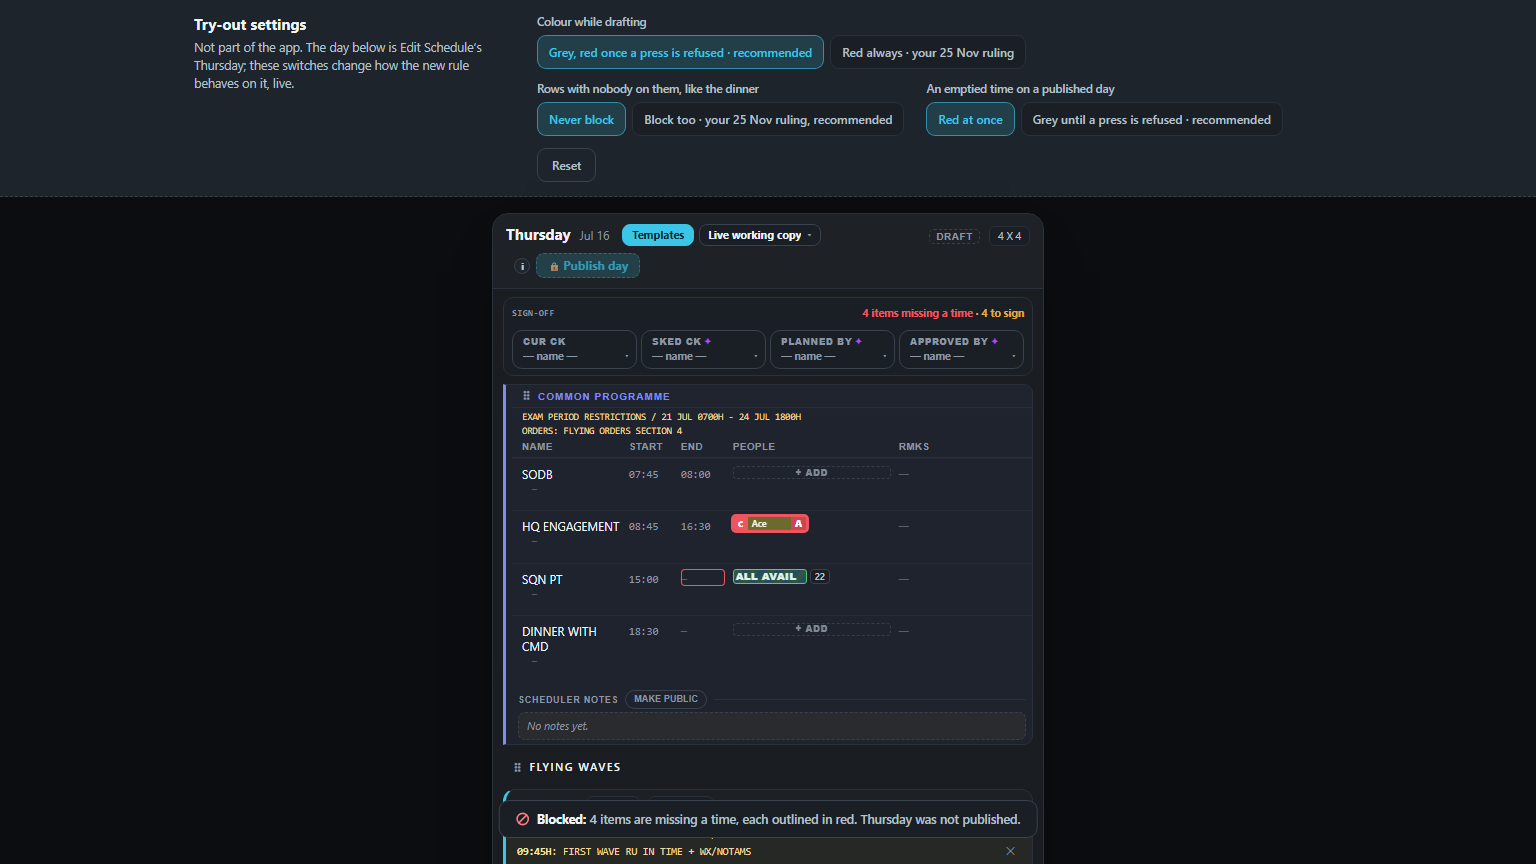 Try-out settings
Not part of the app. The day below is Edit Schedule's
Thursday; these switches change how the new rule
behaves on it, live.
Colour while drafting
Grey, red once a press is refused · recommended
Red always · your 25 Nov ruling
Rows with nobody on them, like the dinner
Never block
Block too · your 25 Nov ruling, recommended
An emptied time on a published day
Red at once
Grey until a press is refused · recommended
Reset
Thursday Jul 16 Templates Live working copy DRAFT 4 X 4
i Publish day
SIGN-OFF 4 items missing a time · 4 to sign
CUR CK SKED CK PLANNED BY APPROVED BY
— name — — name — — name — — name —
COMMON PROGRAMME
EXAM PERIOD RESTRICTIONS / 21 JUL 0700H - 24 JUL 1800H
ORDERS: FLYING ORDERS SECTION 4
NAME START END PEOPLE RMKS
SODB 07:45 08:00 + ADD —
—
HQ ENGAGEMENT 08:45 16:30 C Ace A —
—
SQN PT 15:00 — ALL AVAIL 22 —
—
DINNER WITH CMD 18:30 — + ADD —
—
SCHEDULER NOTES MAKE PUBLIC
No notes yet.
FLYING WAVES
Blocked: 4 items are missing a time, each outlined in red. Thursday was not published.
09:45H: FIRST WAVE RU IN TIME + WX/NOTAMS